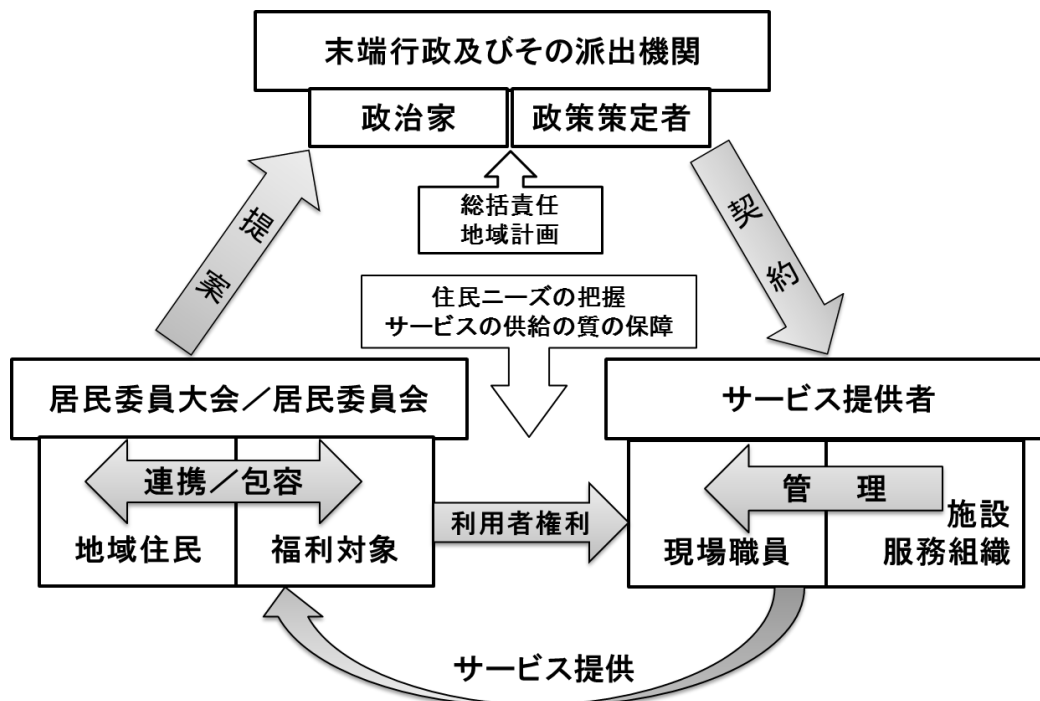 末端行政及びその派出機関
政治家
政策策定者
総括責任
地域計画
提案
契約
住民ニーズの把握
サービスの供給の質の保障
居民委員大会／居民委員会
サービス提供者
連携／包容
地域住民
福利対象
利用者権利
管　理
現場職員
施設
服務組織
サービス提供